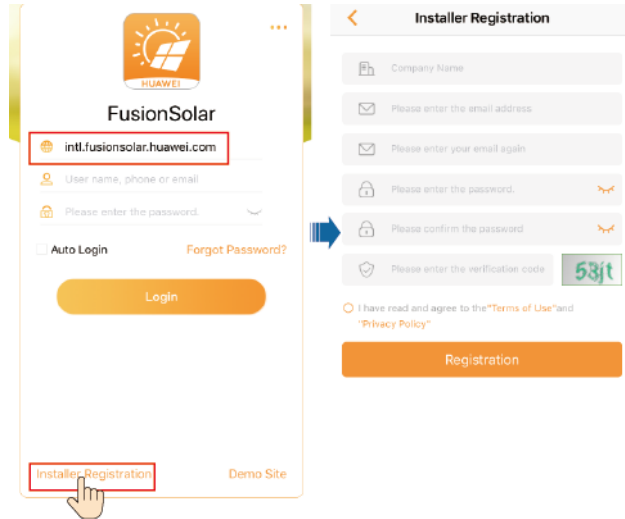 ...
HUAWEI
FusionSolar
intl.fusionsolar.huawei.com
User name, phone or email
Please enter the password.
Auto Login
Forgot Password?
Login
Installer Registration
Demo Site
Installer Registration
Company Name
Please enter the email address
Please enter your email again
Please enter the password.
Please confirm the password
Please enter the verification code
53jt
I have read and agree to the"Terms of Use"and
"Privacy Policy"
Registration